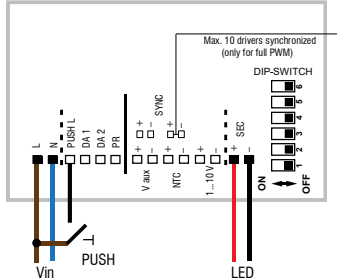 Max. 10 drivers synchronized
(only for full PWM)
DIP-SWITCH
SYNC
+ -
+ -
6
5
4
3
2
1
ON
OFF
L
N
PUSH L
DA 1
DA 2
PR
+ -
V aux
+ -
NTC
+ -
1...10 V
+ SEC -
PUSH
Vin
LED